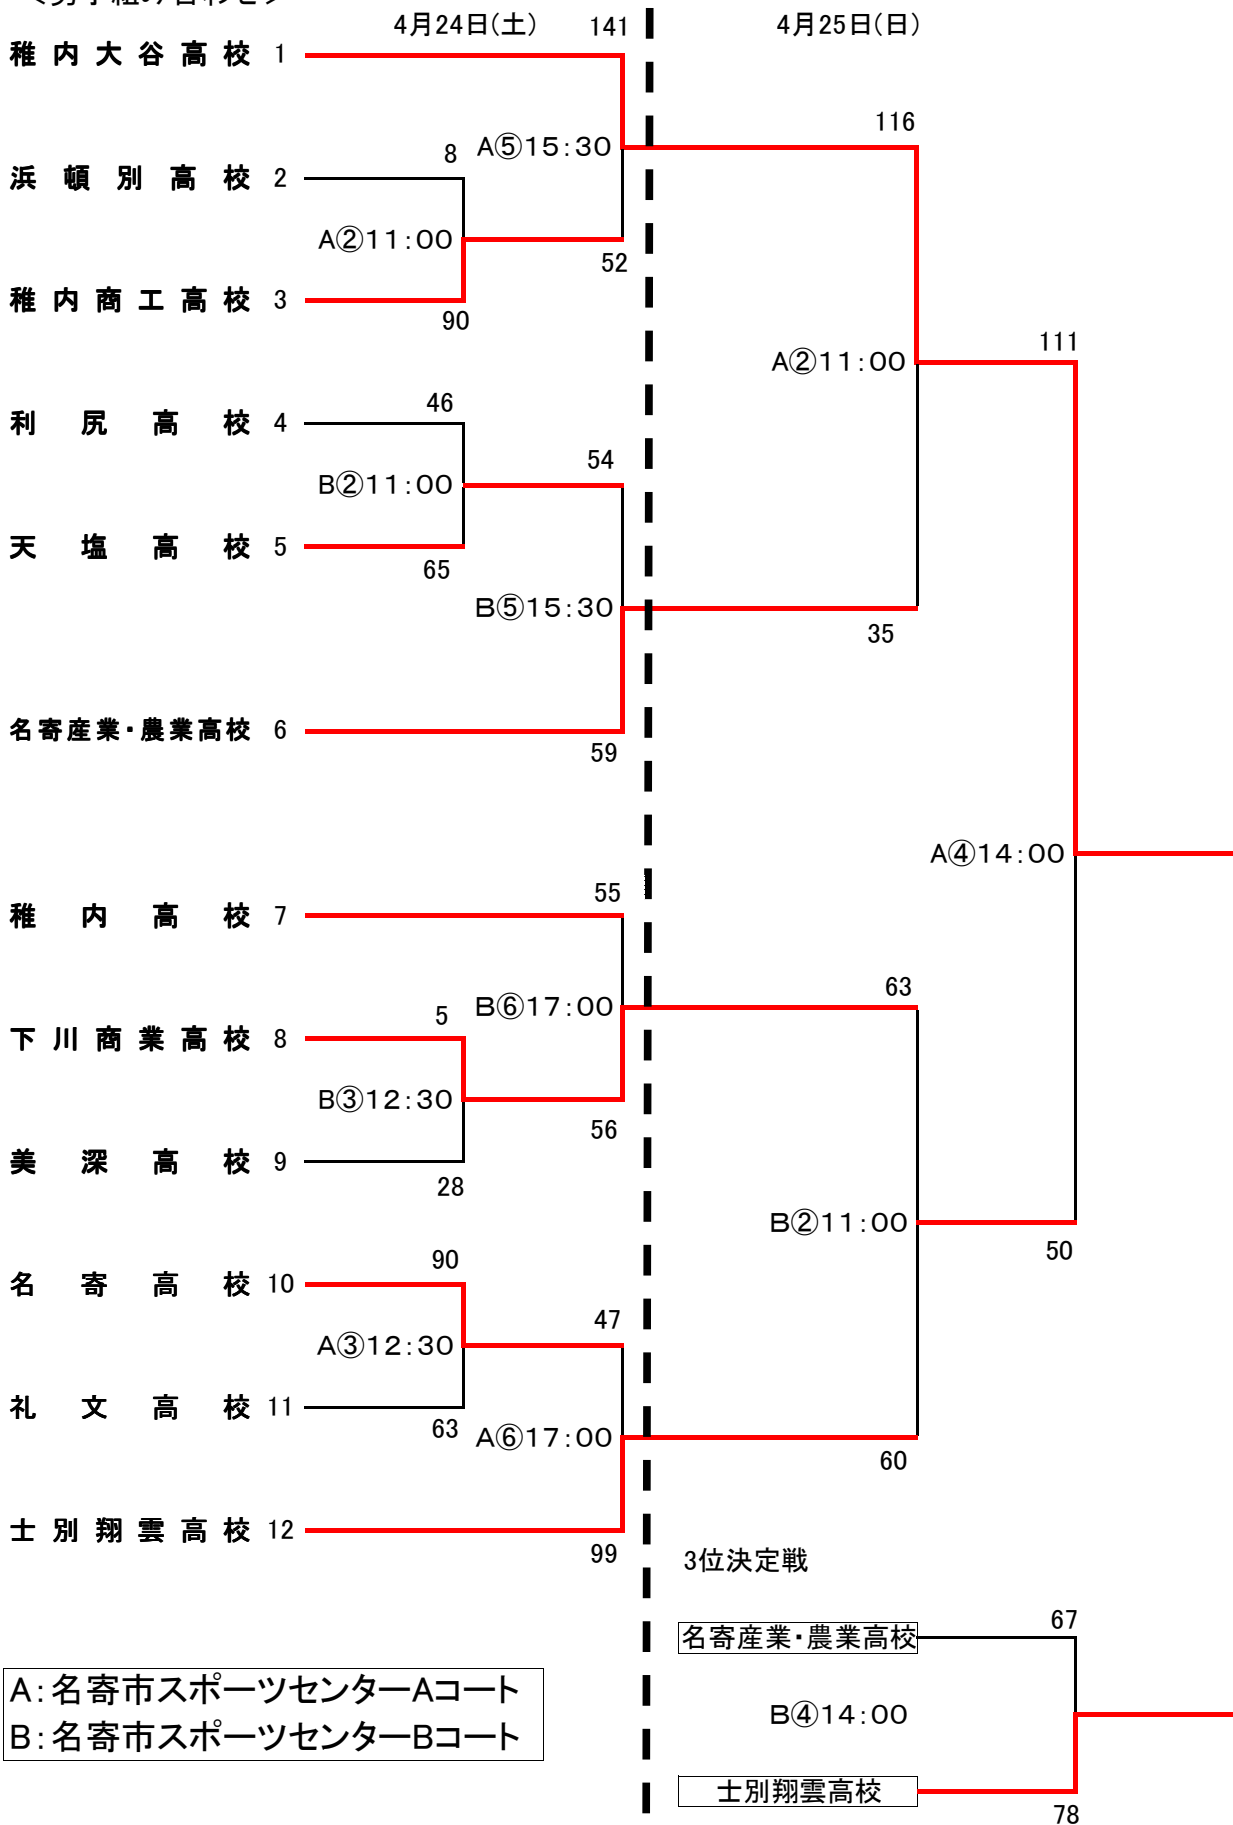 <男子組み合わせ>
4月24日(土) 141 4月25日(日)
稚内大谷高校 1
116
A⑤15:30
8
浜頓別高校 2
A②11:00
52
稚内商工高校 3
90
111
A②11:00
46
利尻高校 4
54
B②11:00
天塩高校 5
65
B⑤15:30
35
名寄産業・農業高校 6
59
A④14:00
55
稚内高校 7
63
B⑥17:00
5
下川商業高校 8
B③12:30
56
美深高校 9
28
B②11:00
50
90
名寄高校 10
47
A③12:30
礼文高校 11
63
A⑥17:00
60
士別翔雲高校 12
99
3位決定戦
67
名寄産業・農業高校
A:名寄市スポーツセンターAコート
B④14:00
B:名寄市スポーツセンターBコート
士別翔雲高校
78